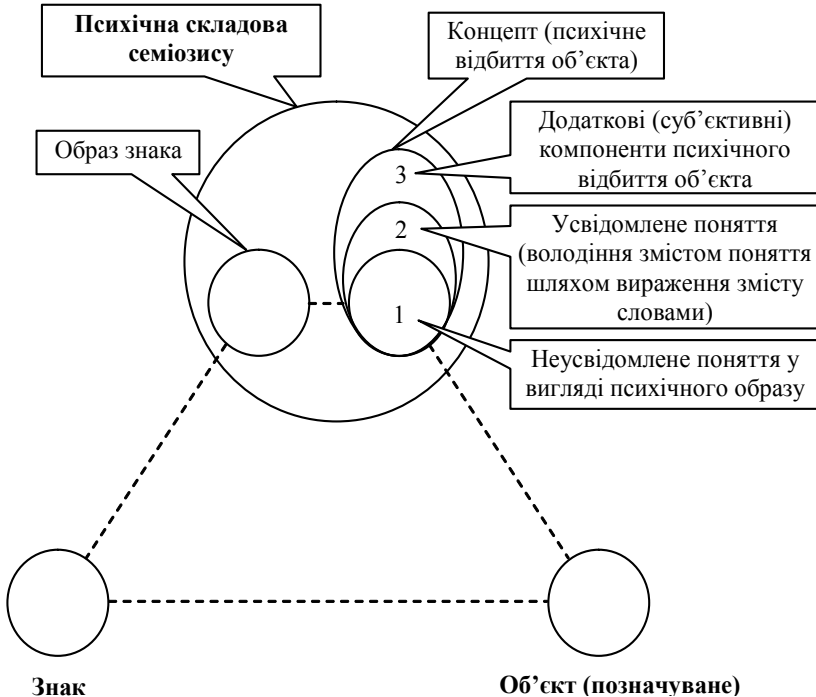 Психічна складова
семіозису
Концепт (психічне
відбиття об’єкта)
Образ знака
Додаткові (суб’єктивні)
компоненти психічного
відбиття об’єкта
3
2
Усвідомлене поняття
(володіння змістом поняття
шляхом вираження змісту
словами)
1
Неусвідомлене поняття у
вигляді психічного образу
Знак
Об’єкт (позначуване)